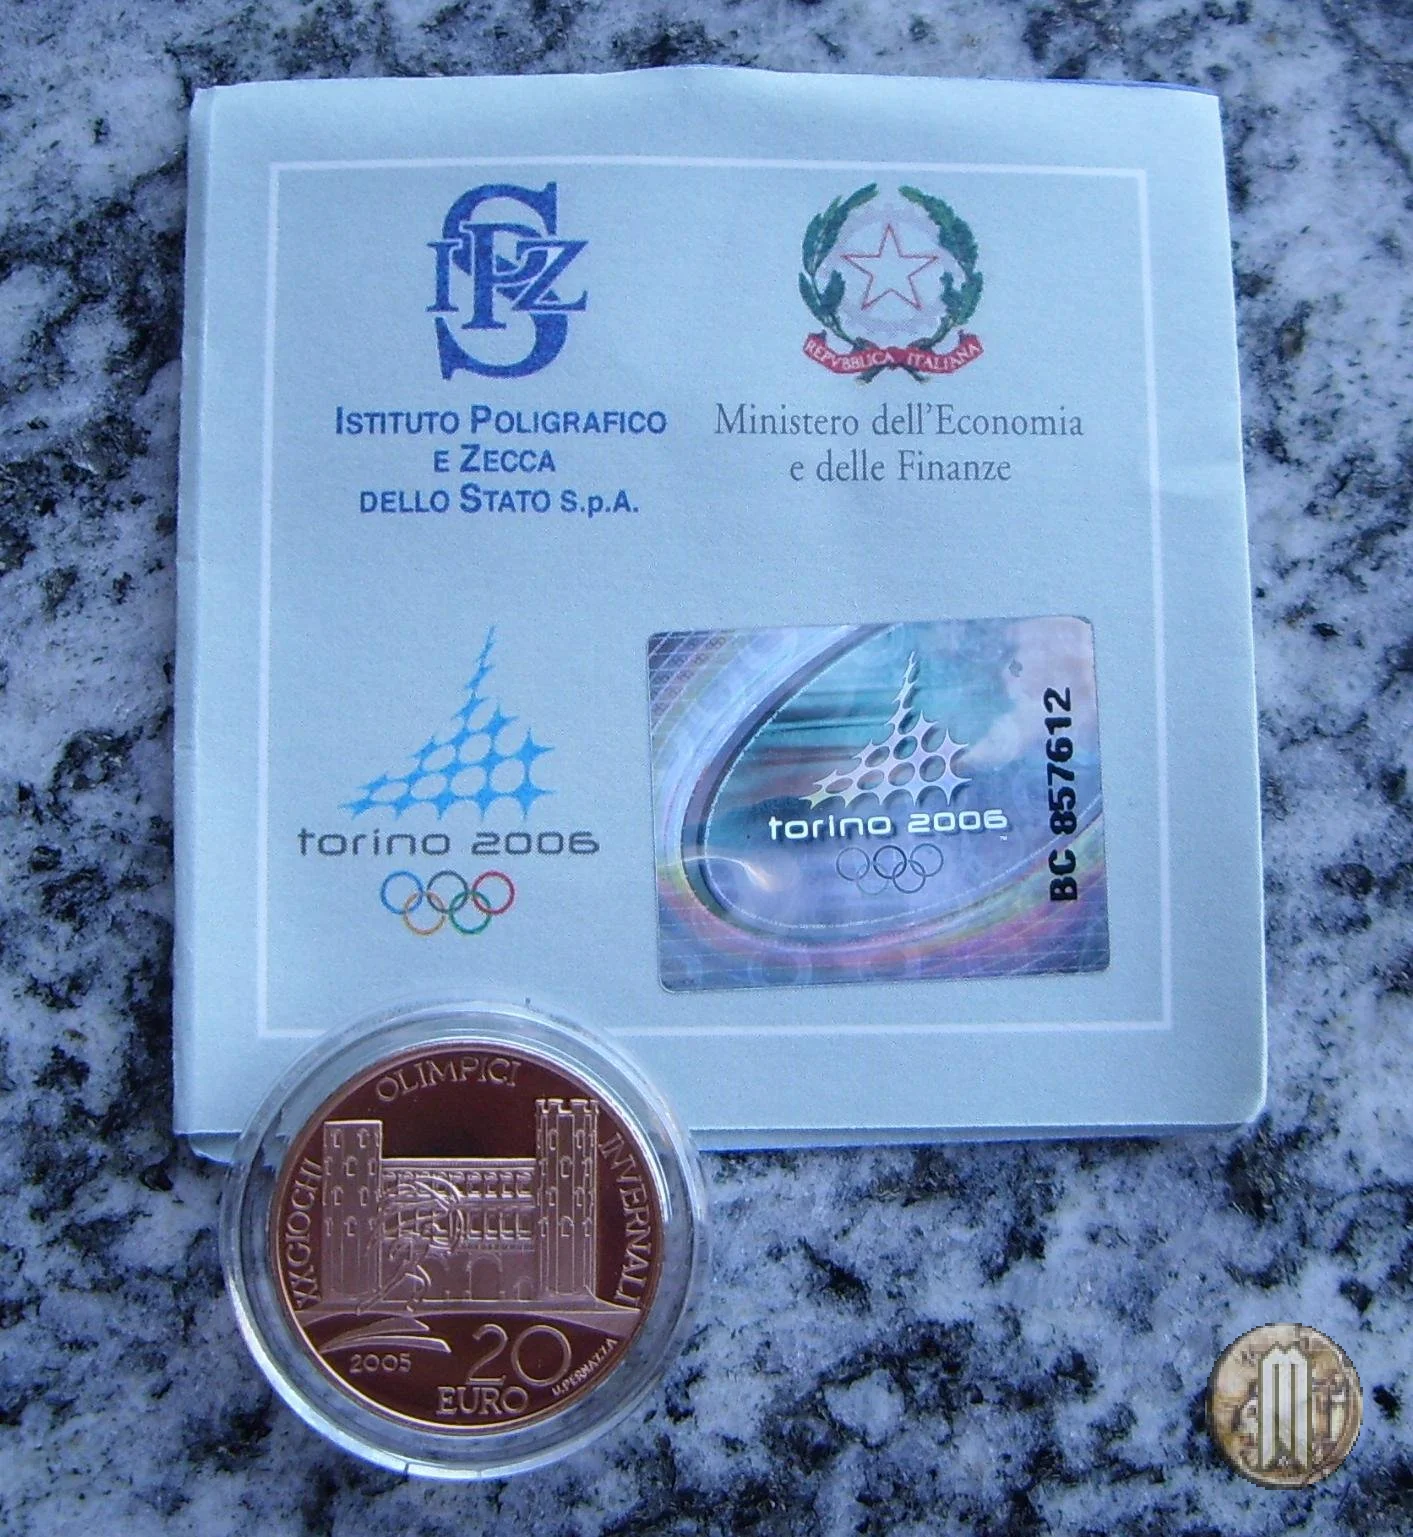 IPZS
REPVBBLICA ITALIANA
ISTITUTO POLIGRAFICO
E ZECCA
DELLO STATO S.p.A.
Ministero dell'Economia
e delle Finanze
torino 2006
torino 2006
TM
BC 857612
XX GIOCHI OLIMPICI INVERNALI
2005
20
EURO
U.PERNAZZA
M